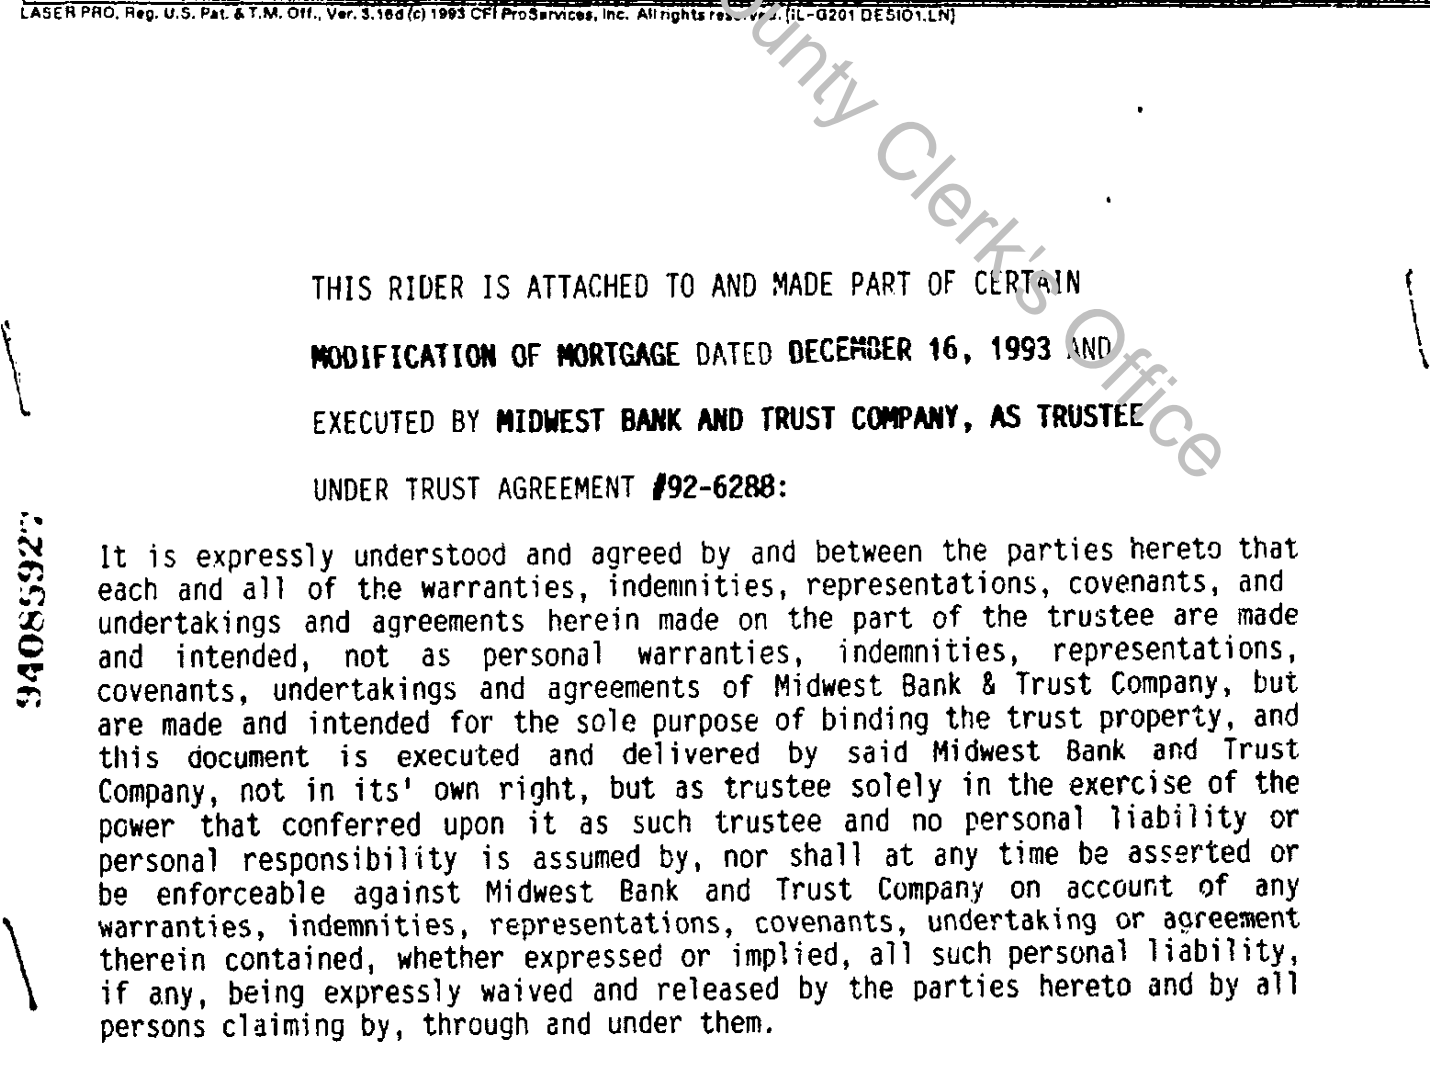 LASER PRO, Reg. U.S. Pat. & T.M. Off., Ver. 3.16d (c) 1993 CFI ProServices, Inc. All rights reserved. [IL-G201 DESIO1.LN]
ounty Clerk's Office
THIS RIDER IS ATTACHED TO AND MADE PART OF CERTAIN
MODIFICATION OF MORTGAGE DATED DECEMBER 16, 1993 AND
EXECUTED BY MIDWEST BANK AND TRUST COMPANY, AS TRUSTEE
UNDER TRUST AGREEMENT #92-6288:
94085927
It is expressly understood and agreed by and between the parties hereto that
each and all of the warranties, indemnities, representations, covenants, and
undertakings and agreements herein made on the part of the trustee are made
and intended, not as personal warranties, indemnities, representations,
covenants, undertakings and agreements of Midwest Bank & Trust Company, but
are made and intended for the sole purpose of binding the trust property, and
this document is executed and delivered by said Midwest Bank and Trust
Company, not in its' own right, but as trustee solely in the exercise of the
power that conferred upon it as such trustee and no personal liability or
personal responsibility is assumed by, nor shall at any time be asserted or
be enforceable against Midwest Bank and Trust Company on account of any
warranties, indemnities, representations, covenants, undertaking or agreement
therein contained, whether expressed or implied, all such personal liability,
if any, being expressly waived and released by the parties hereto and by all
persons claiming by, through and under them.